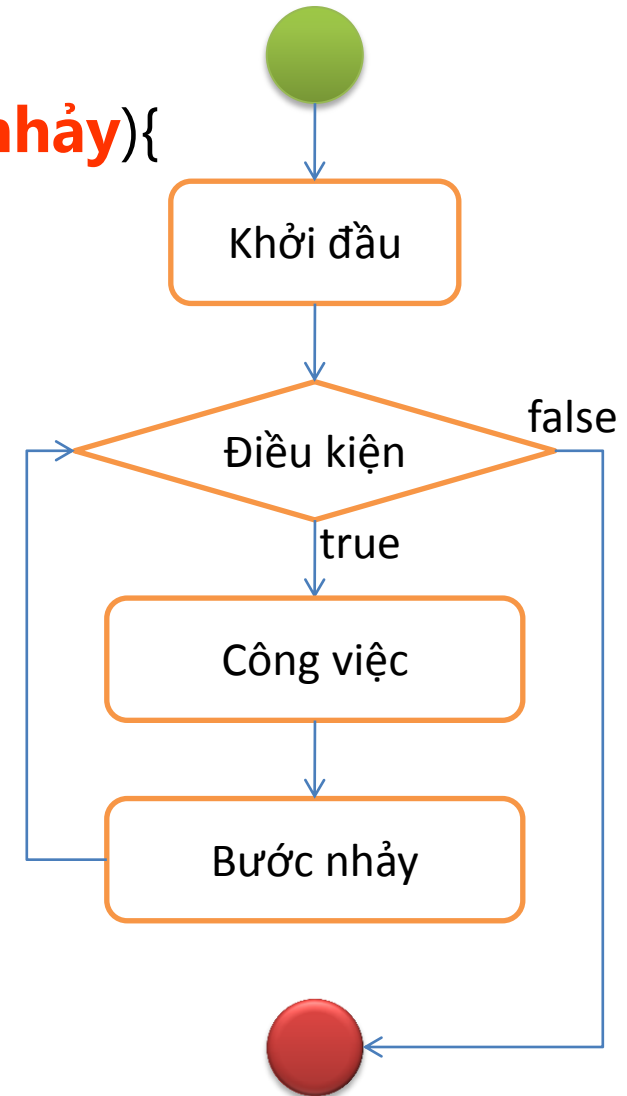 nhảy){
Khởi đầu
Điều kiện
false
true
Công việc
Bước nhảy